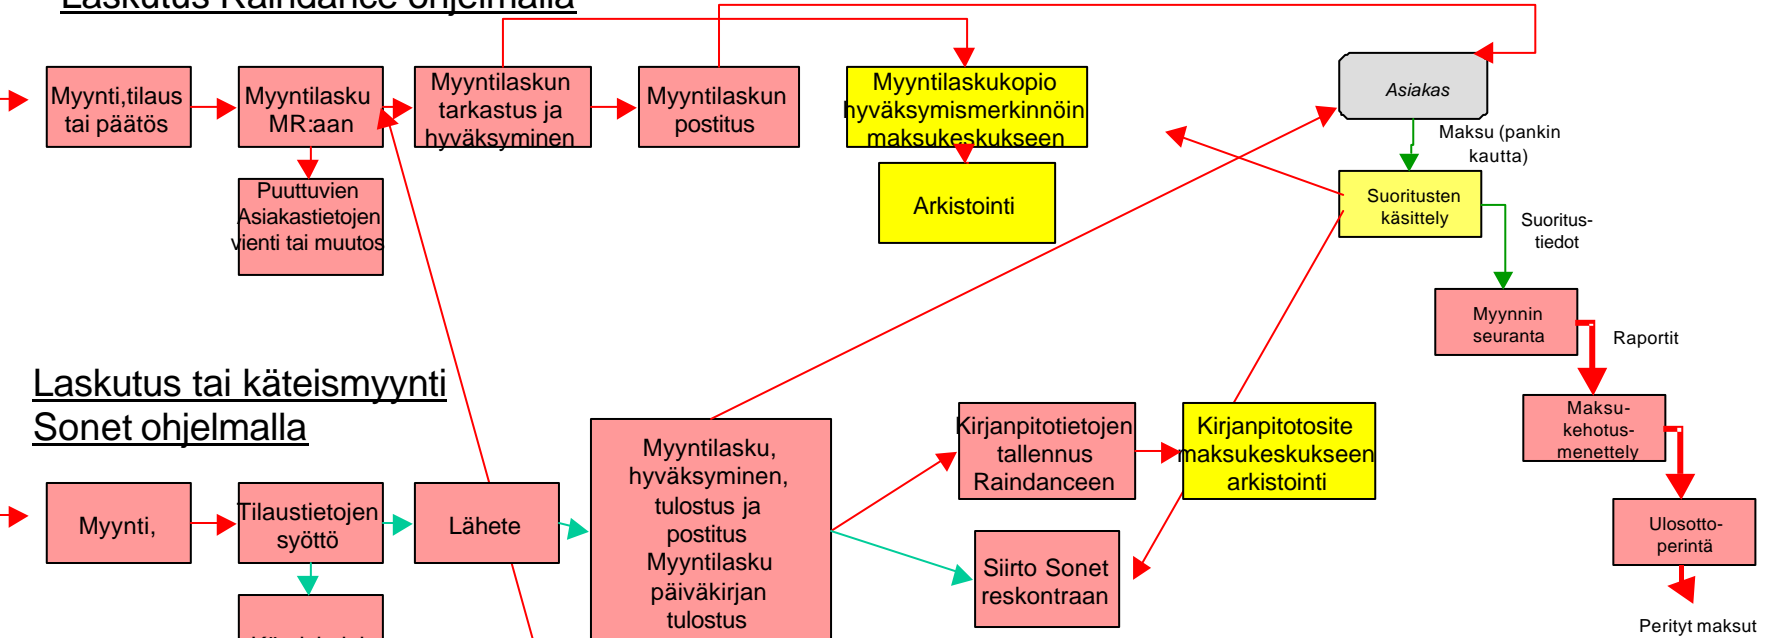 Laskutus Raindance ohjelmalla
Myynti,tilaus
tai päätös
Myyntilasku
MR:aan
Myyntilaskun
tarkastus ja
hyväksyminen
Myyntilaskun
postitus
Myyntilaskukopio
hyväksymismerkinnöin
maksukeskukseen
Asiakas
Maksu (pankin
kautta)
Puuttuvien
Asiakastietojen
vienti tai muutos
Arkistointi
Suoritusten
käsittely
Suoritus-
tiedot
Myynnin
seuranta
Raportit
Laskutus tai käteismyynti
Sonet ohjelmalla
Maksu-
kehotus-
menettely
Myynti,
Tilaustietojen
syöttö
Lähete
Myyntilasku,
hyväksyminen,
tulostus ja
postitus
Myyntilasku
päiväkirjan
tulostus
Kirjanpitotietojen
tallennus
Raindanceen
Kirjanpitotosite
maksukeskukseen
arkistointi
Siirto Sonet
reskontraan
Ulosotto-
perintä
Perityt maksut